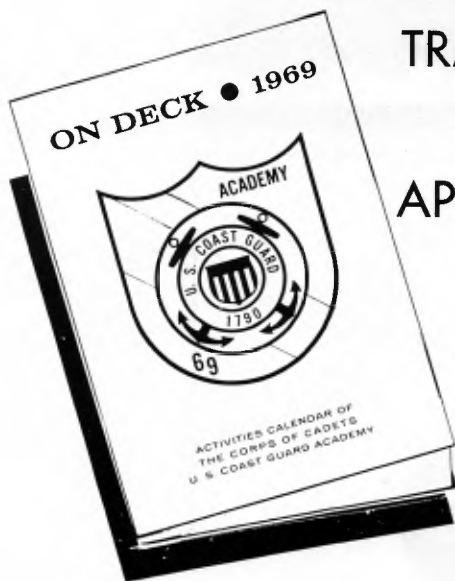 TRA
ON DECK ● 1969
AP
ACADEMY
U. S. COAST GUARD
1790
69
ACTIVITIES CALENDAR OF
THE CORPS OF CADETS
U. S. COAST GUARD ACADEMY